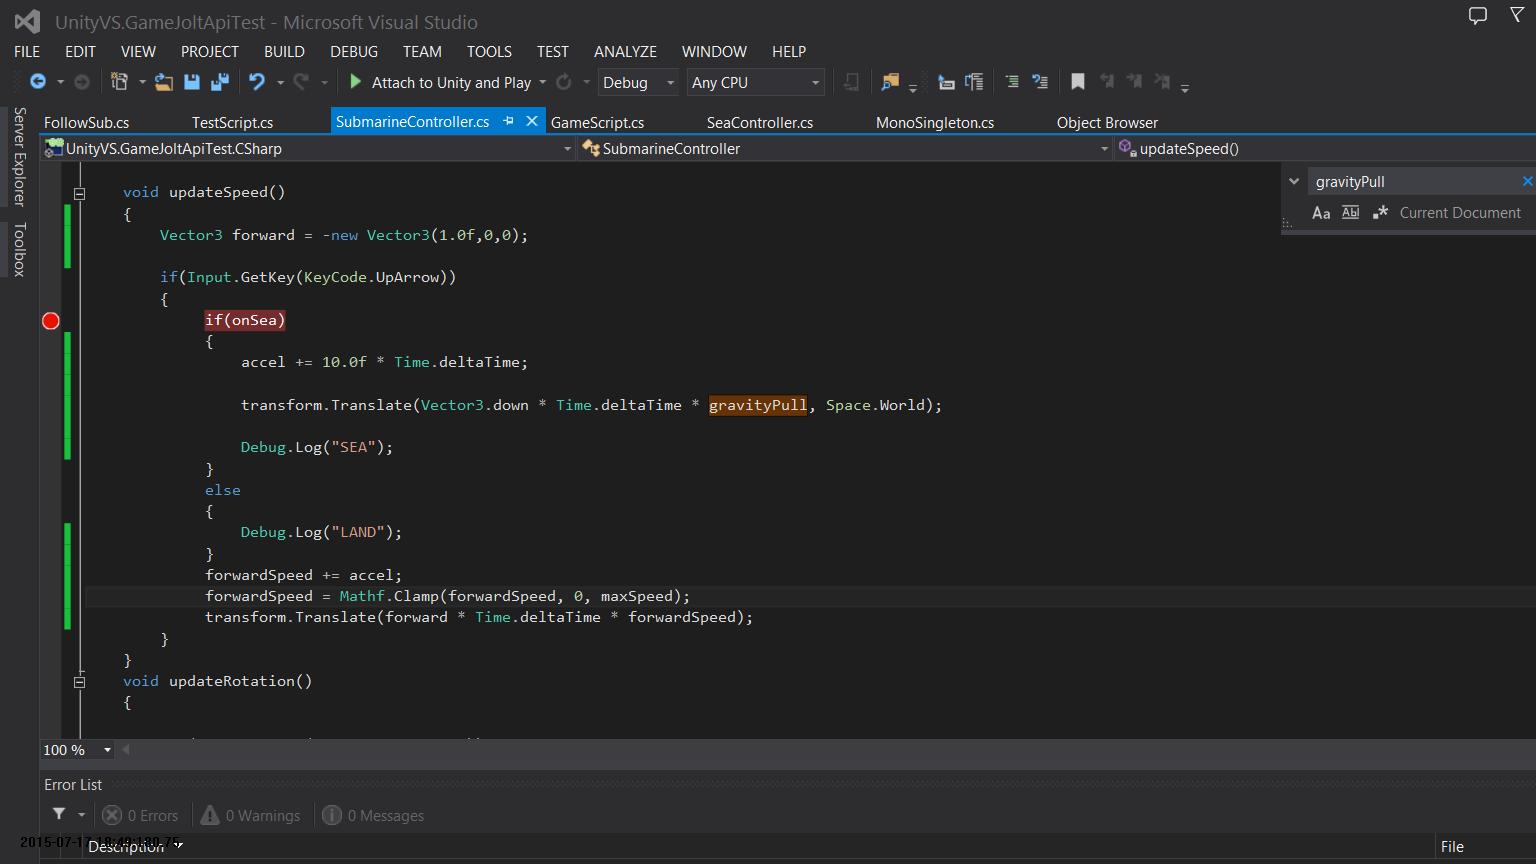 UnityVS.GameJoltApiTest - Microsoft Visual Studio
FILE EDIT VIEW PROJECT BUILD DEBUG TEAM TOOLS TEST ANALYZE WINDOW HELP
Attach to Unity and Play Debug Any CPU
Server Explorer
Toolbox
FollowSub.cs TestScript.cs SubmarineController.cs GameScript.cs SeaController.cs MonoSingleton.cs Object Browser
UnityVS.GameJoltApiTest.CSharp SubmarineController updateSpeed()
gravityPull
Aa Abl .* Current Document
void updateSpeed()
{
Vector3 forward = -new Vector3(1.0f,0,0);
if(Input.GetKey(KeyCode.UpArrow))
{
if(onSea)
{
accel += 10.0f * Time.deltaTime;
transform.Translate(Vector3.down * Time.deltaTime * gravityPull, Space.World);
Debug.Log("SEA");
}
else
{
Debug.Log("LAND");
}
forwardSpeed += accel;
forwardSpeed = Mathf.Clamp(forwardSpeed, 0, maxSpeed);
transform.Translate(forward * Time.deltaTime * forwardSpeed);
}
}
void updateRotation()
{
100 %
Error List
0 Errors 0 Warnings 0 Messages
Description File